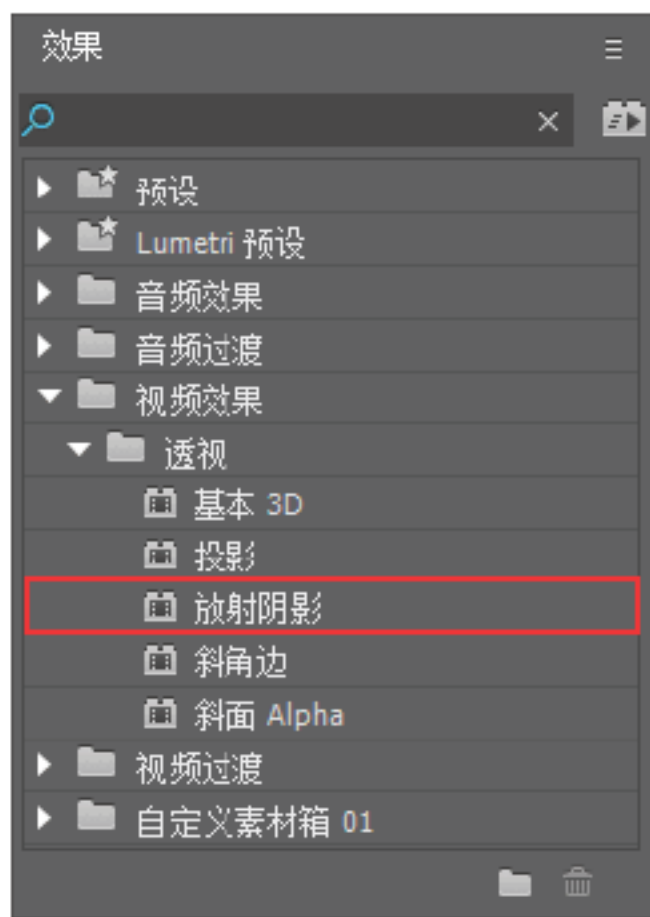 效果
预设
Lumetri 预设
音频效果
音频过渡
视频效果
透视
基本 3D
投影
放射阴影
斜角边
斜面 Alpha
视频过渡
自定义素材箱 01